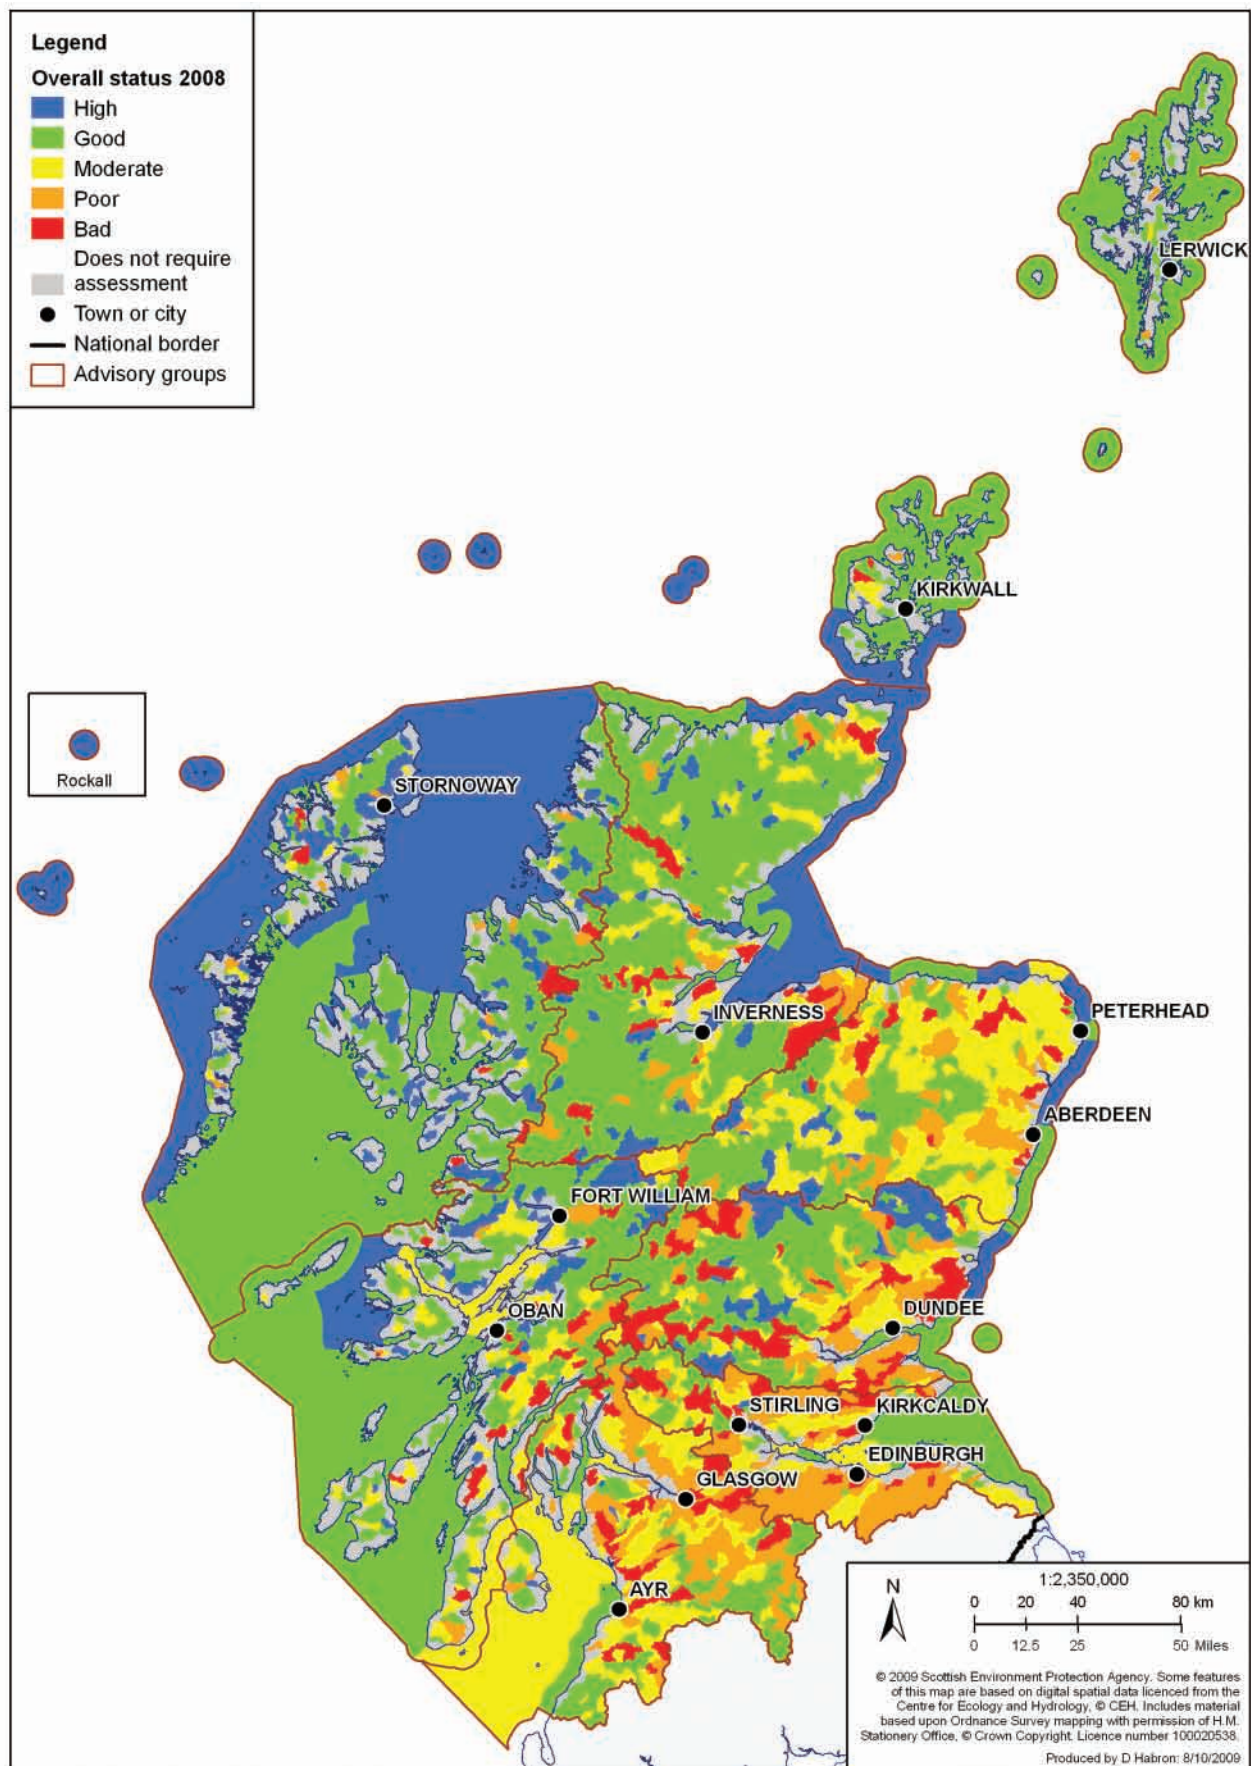 Legend
Overall status 2008
High
Good
Moderate
Poor
Bad
Does not require
assessment
Town or city
National border
Advisory groups
LERWICK
KIRKWALL
Rockall
STORNOWAY
INVERNESS
PETERHEAD
ABERDEEN
FORT WILLIAM
OBAN
DUNDEE
STIRLING
KIRKCALDY
EDINBURGH
GLASGOW
AYR
N
1:2,350,000
0 20 40 80 km
0 12.5 25 50 Miles
© 2009 Scottish Environment Protection Agency. Some features
of this map are based on digital spatial data licenced from the
Centre for Ecology and Hydrology, © CEH. Includes material
based upon Ordnance Survey mapping with permission of H.M.
Stationery Office, © Crown Copyright. Licence number 100020538.
Produced by D Habron: 8/10/2009